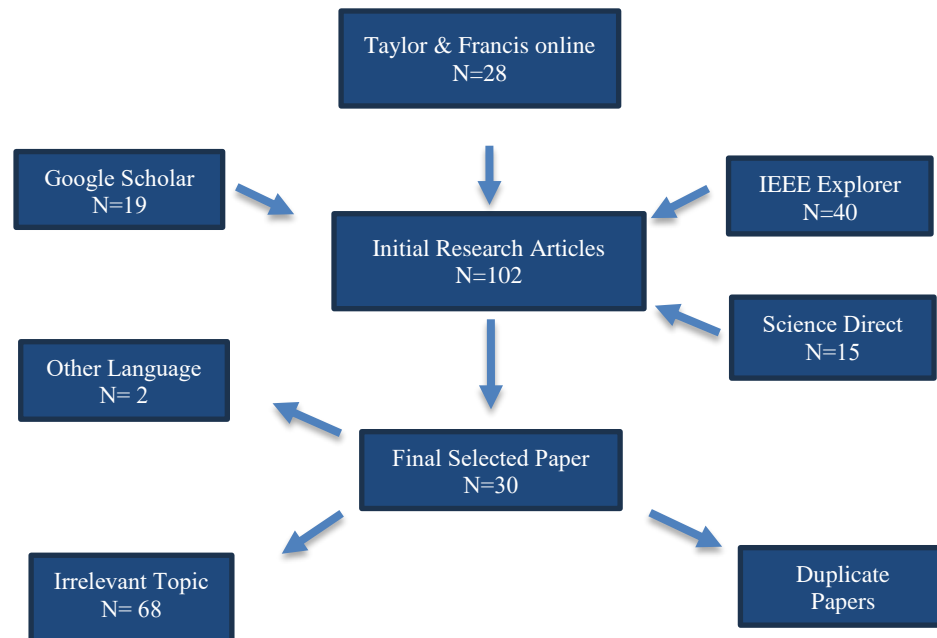 Taylor & Francis online
N=28
Google Scholar
N=19
IEEE Explorer
N=40
Initial Research Articles
N=102
Science Direct
N=15
Other Language
N= 2
Final Selected Paper
N=30
Irrelevant Topic
N= 68
Duplicate
Papers